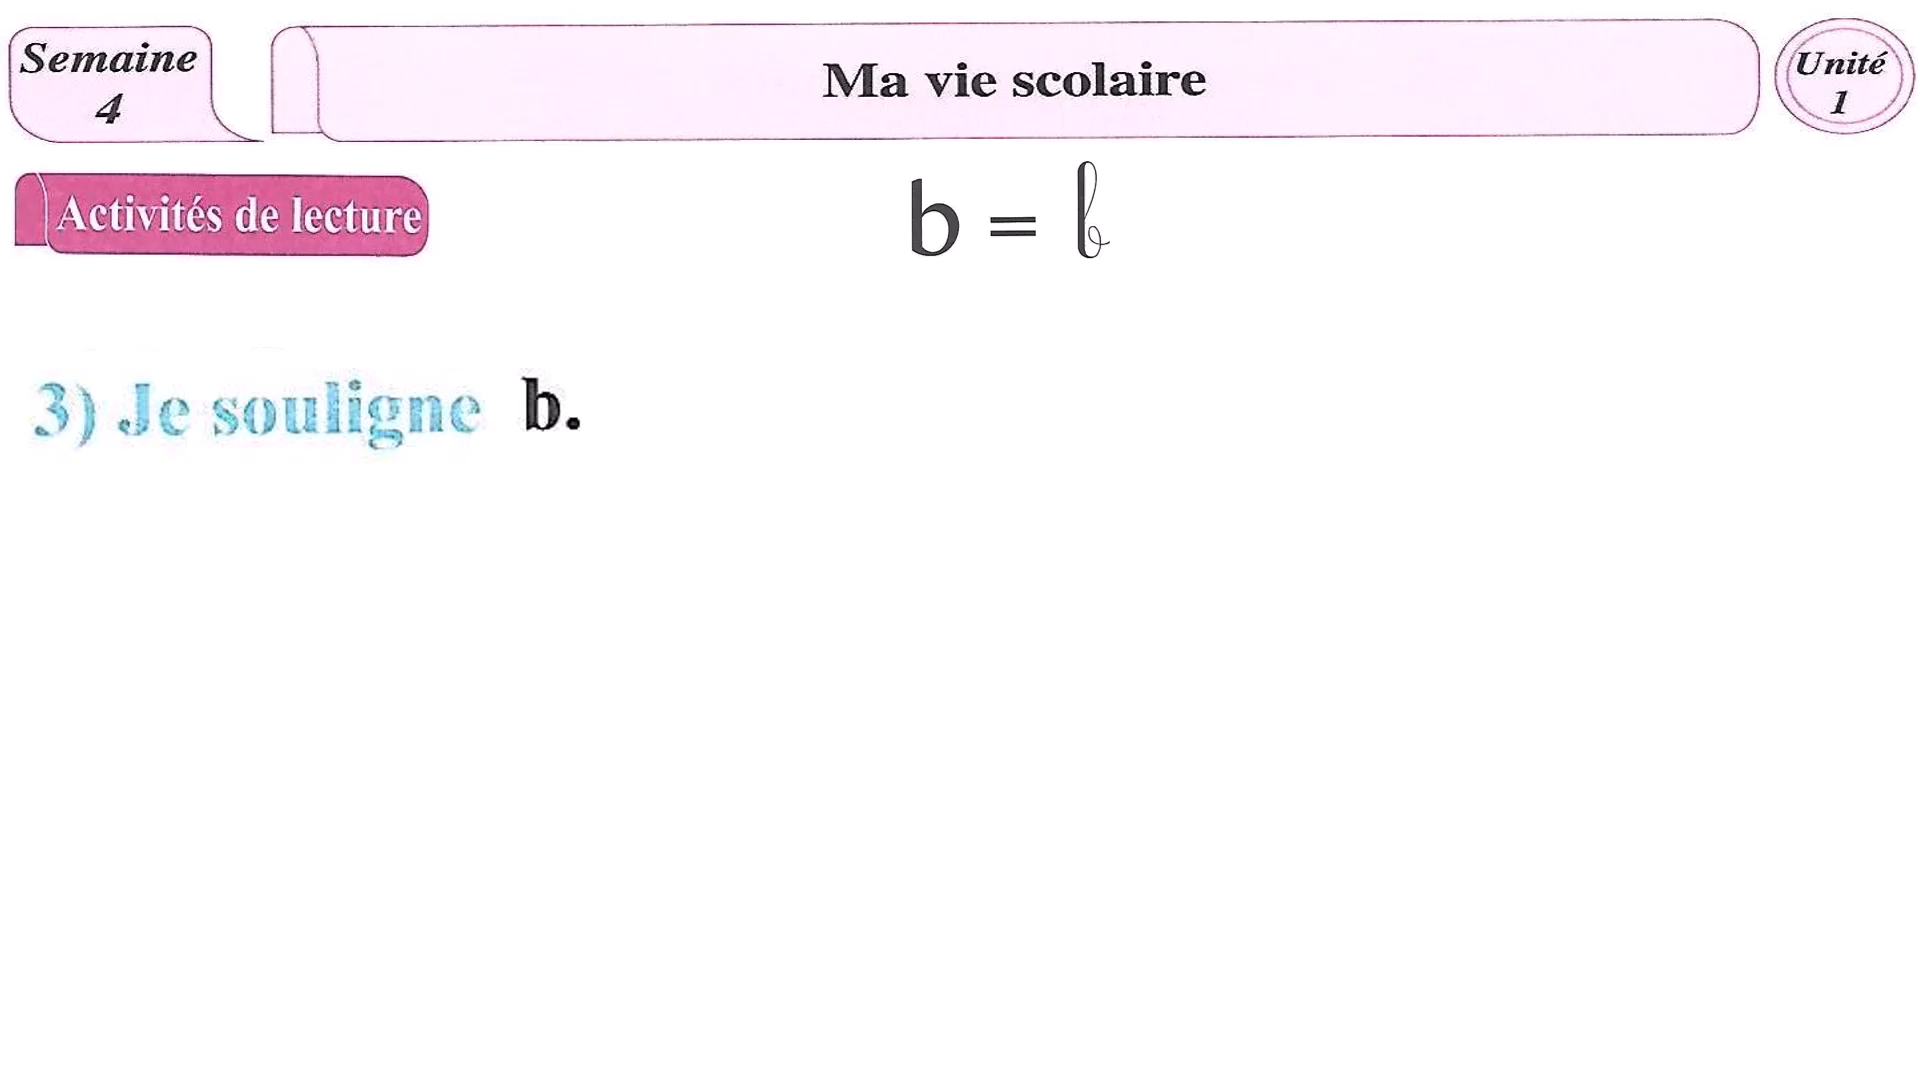 Semaine
4
Ma vie scolaire
Unité
1
Activités de lecture
b = b
3) Je souligne b.